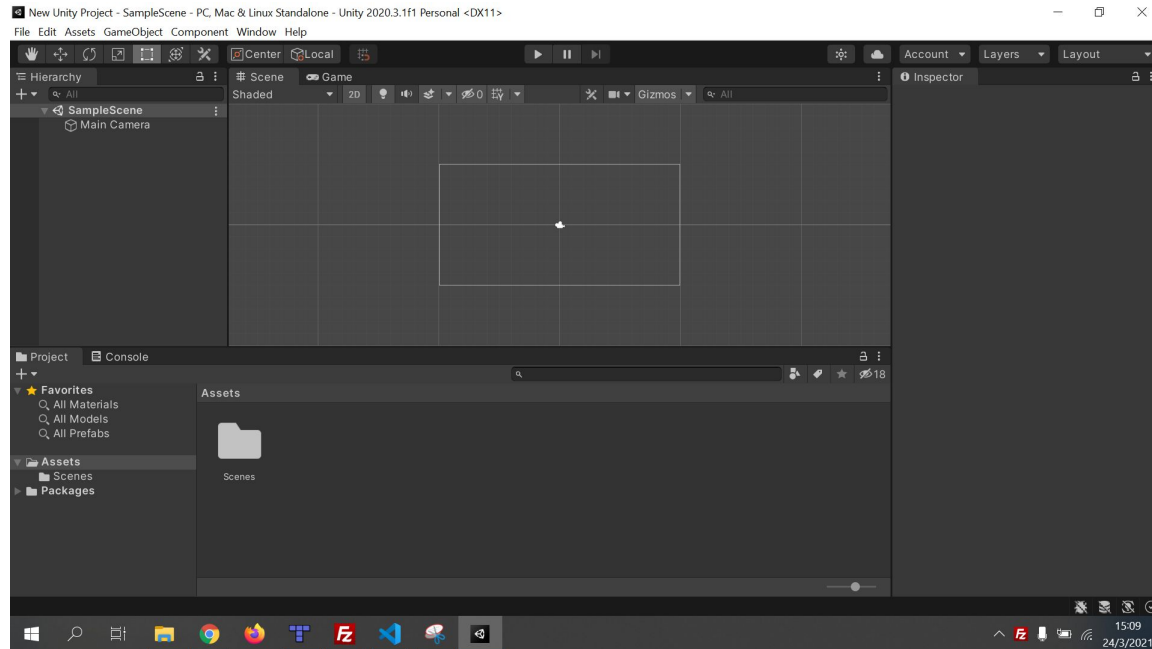 New Unity Project - SampleScene - PC, Mac & Linux Standalone - Unity 2020.3.1f1 Personal <DX11>
File Edit Assets GameObject Component Window Help
Center Local Account Layers Layout
Hierarchy
Scene Game
Inspector
All
Shaded 2D 0 Gizmos All
SampleScene
Main Camera
Project Console
18
Favorites
All Materials
All Models
All Prefabs
Assets
Scenes
Packages
Assets
Scenes
15:09
24/3/2021